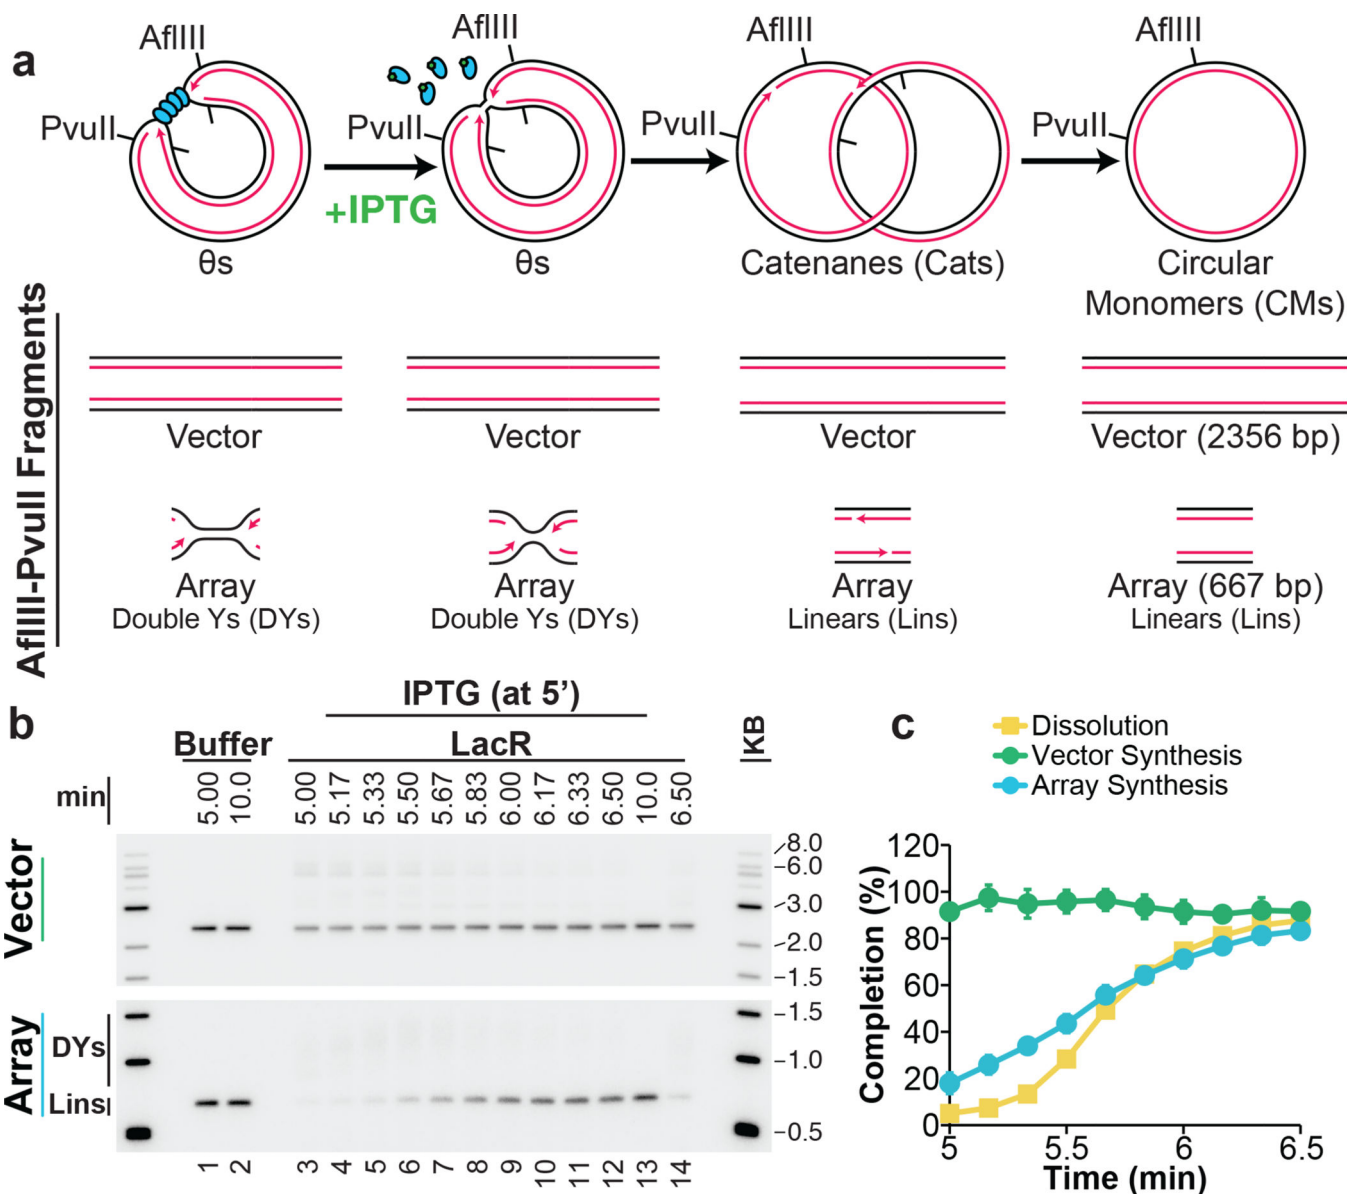 a
AflIII
AflIII
AflIII
AflIII
PvuII
PvuII
PvuII
PvuII
+IPTG
θs
θs
Catenanes (Cats)
Circular
Monomers (CMs)
AflIII-PvuII Fragments
Vector
Vector
Vector
Vector (2356 bp)
Array
Array
Array
Array (667 bp)
Double Ys (DYs)
Double Ys (DYs)
Linears (Lins)
Linears (Lins)
b
IPTG (at 5')
Buffer
LacR
KB
min
5.00 10.0 5.00 5.17 5.33 5.50 5.67 5.83 6.00 6.17 6.33 6.50 10.0 6.50
Vector
8.0
6.0
3.0
2.0
1.5
Array
DYs
Lins
1.5
1.0
0.5
1 2 3 4 5 6 7 8 9 10 11 12 13 14
c
Dissolution
Vector Synthesis
Array Synthesis
Completion (%)
120
100
80
60
40
20
0
5 5.5 6 6.5
Time (min)